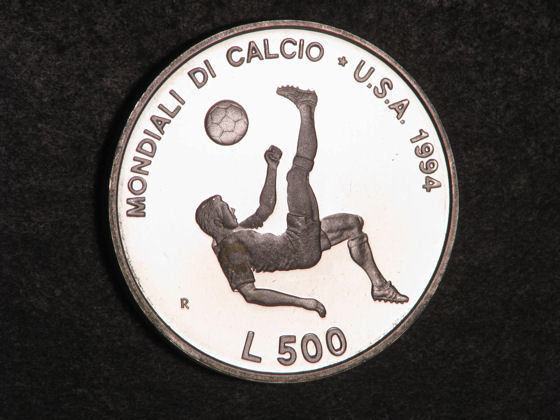 MONDIALI DI CALCIO ★ U.S.A. 1994
R
L 500